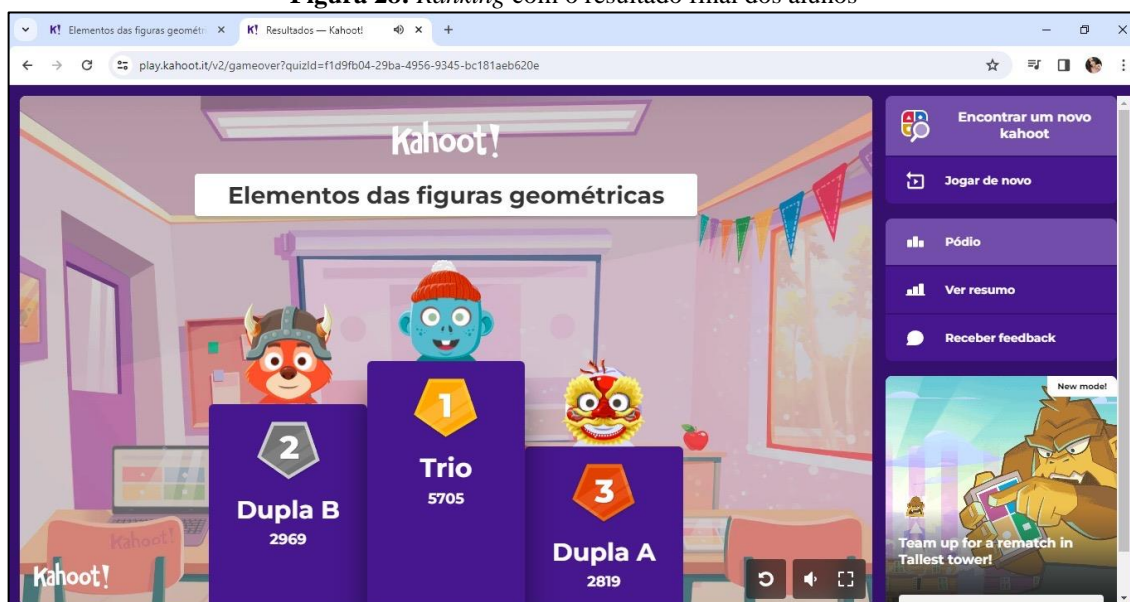 Figura 28: Ranking com o resultado final dos alunos
K! Elementos das figuras geométri
K! Resultados — Kahoot!
play.kahoot.it/v2/gameover?quizId=f1d9fb04-29ba-4956-9345-bc181aeb620e
Kahoot!
Elementos das figuras geométricas
1
Trio
5705
2
Dupla B
2969
3
Dupla A
2819
Kahoot!
Kahoot!
Encontrar um novo
kahoot
Jogar de novo
Pódio
Ver resumo
Receber feedback
New mode!
Team up for a rematch in
Tallest tower!